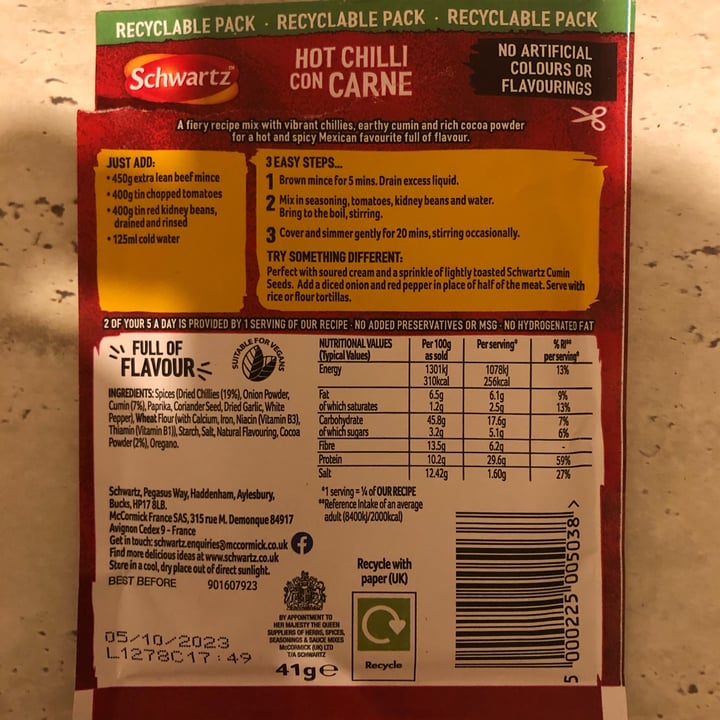 RECYCLABLE PACK · RECYCLABLE PACK · RECYCLABLE PACK
Schwartz™
HOT CHILLI
CON CARNE
NO ARTIFICIAL
COLOURS OR
FLAVOURINGS
A fiery recipe mix with vibrant chillies, earthy cumin and rich cocoa powder
for a hot and spicy Mexican favourite full of flavour.
JUST ADD:
• 450g extra lean beef mince
• 400g tin chopped tomatoes
• 400g tin red kidney beans,
drained and rinsed
• 125ml cold water
3 EASY STEPS...
1 Brown mince for 5 mins. Drain excess liquid.
2 Mix in seasoning, tomatoes, kidney beans and water.
Bring to the boil, stirring.
3 Cover and simmer gently for 20 mins, stirring occasionally.
TRY SOMETHING DIFFERENT:
Perfect with soured cream and a sprinkle of lightly toasted Schwartz Cumin
Seeds. Add a diced onion and red pepper in place of half of the meat. Serve with
rice or flour tortillas.
2 OF YOUR 5 A DAY IS PROVIDED BY 1 SERVING OF OUR RECIPE · NO ADDED PRESERVATIVES OR MSG · NO HYDROGENATED FAT
FULL OF
FLAVOUR
SUITABLE FOR VEGANS
INGREDIENTS: Spices (Dried Chillies (19%), Onion Powder,
Cumin (7%), Paprika, Coriander Seed, Dried Garlic, White
Pepper), Wheat Flour (with Calcium, Iron, Niacin (Vitamin B3),
Thiamin (Vitamin B1)), Starch, Salt, Natural Flavouring, Cocoa
Powder (2%), Oregano.
NUTRITIONAL VALUES Per 100g Per serving* % RI**
(Typical Values) as sold per serving*
Energy 1301kJ 1078kJ 13%
310kcal 256kcal
Fat 6.5g 6.1g 9%
of which saturates 1.2g 2.5g 13%
Carbohydrate 45.8g 17.6g 7%
of which sugars 3.2g 5.1g 6%
Fibre 13.5g 6.2g -
Protein 10.2g 29.6g 59%
Salt 12.42g 1.60g 27%
*1 serving = ¼ of OUR RECIPE
**Reference Intake of an average
adult (8400kJ/2000kcal)
Schwartz, Pegasus Way, Haddenham, Aylesbury,
Bucks, HP17 8LB.
McCormick France SAS, 315 rue M. Demonque 84917
Avignon Cedex 9 - France
Get in touch: schwartz.enquiries@mccormick.co.uk
Find more delicious ideas at www.schwartz.co.uk
Store in a cool, dry place out of direct sunlight.
BEST BEFORE 901607923
05/10/2023
L1278C17:49
BY APPOINTMENT TO
HER MAJESTY THE QUEEN
SUPPLIERS OF HERBS, SPICES,
SEASONINGS & SAUCE MIXES
McCORMICK (UK) LTD
T/A SCHWARTZ
41g℮
Recycle with
paper (UK)
Recycle
5 000225 005038 >